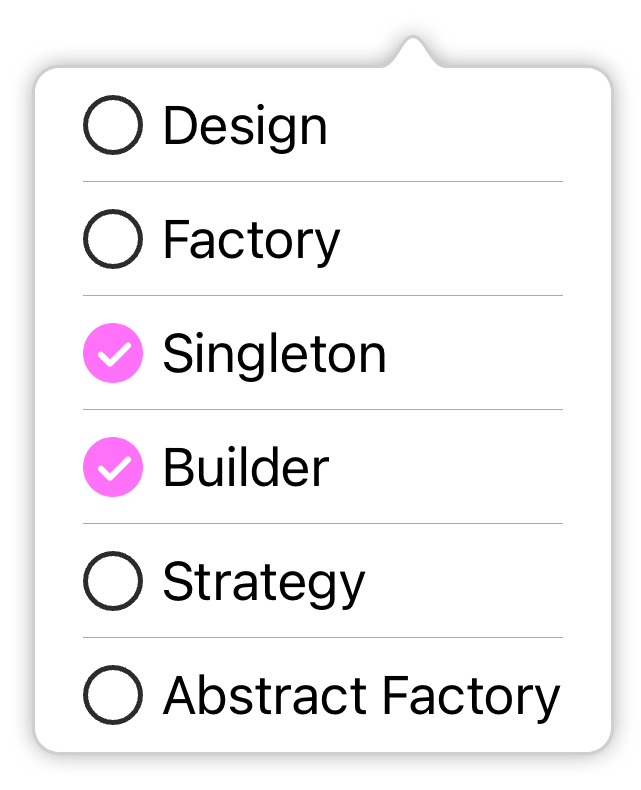 Design
Factory
Singleton
Builder
Strategy
Abstract Factory